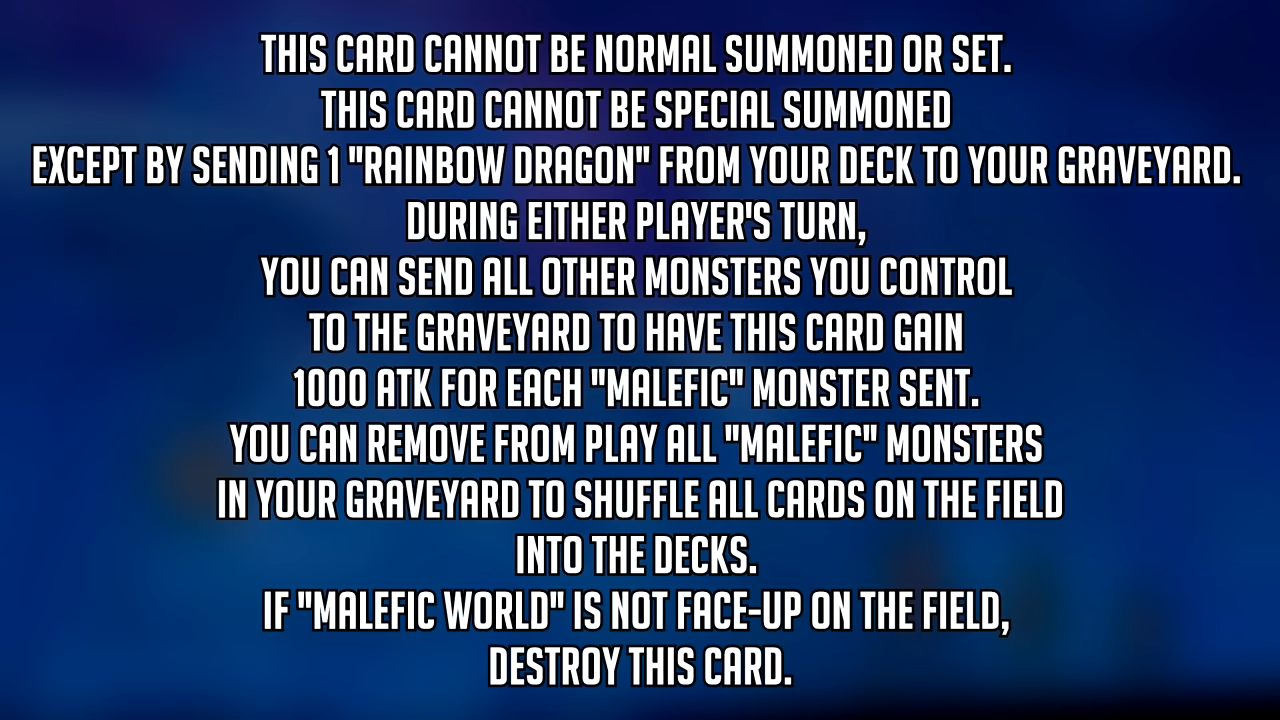 THIS CARD CANNOT BE NORMAL SUMMONED OR SET.
THIS CARD CANNOT BE SPECIAL SUMMONED
EXCEPT BY SENDING 1 "RAINBOW DRAGON" FROM YOUR DECK TO YOUR GRAVEYARD.
DURING EITHER PLAYER'S TURN,
YOU CAN SEND ALL OTHER MONSTERS YOU CONTROL
TO THE GRAVEYARD TO HAVE THIS CARD GAIN
1000 ATK FOR EACH "MALEFIC" MONSTER SENT.
YOU CAN REMOVE FROM PLAY ALL "MALEFIC" MONSTERS
IN YOUR GRAVEYARD TO SHUFFLE ALL CARDS ON THE FIELD
INTO THE DECKS.
IF "MALEFIC WORLD" IS NOT FACE-UP ON THE FIELD,
DESTROY THIS CARD.